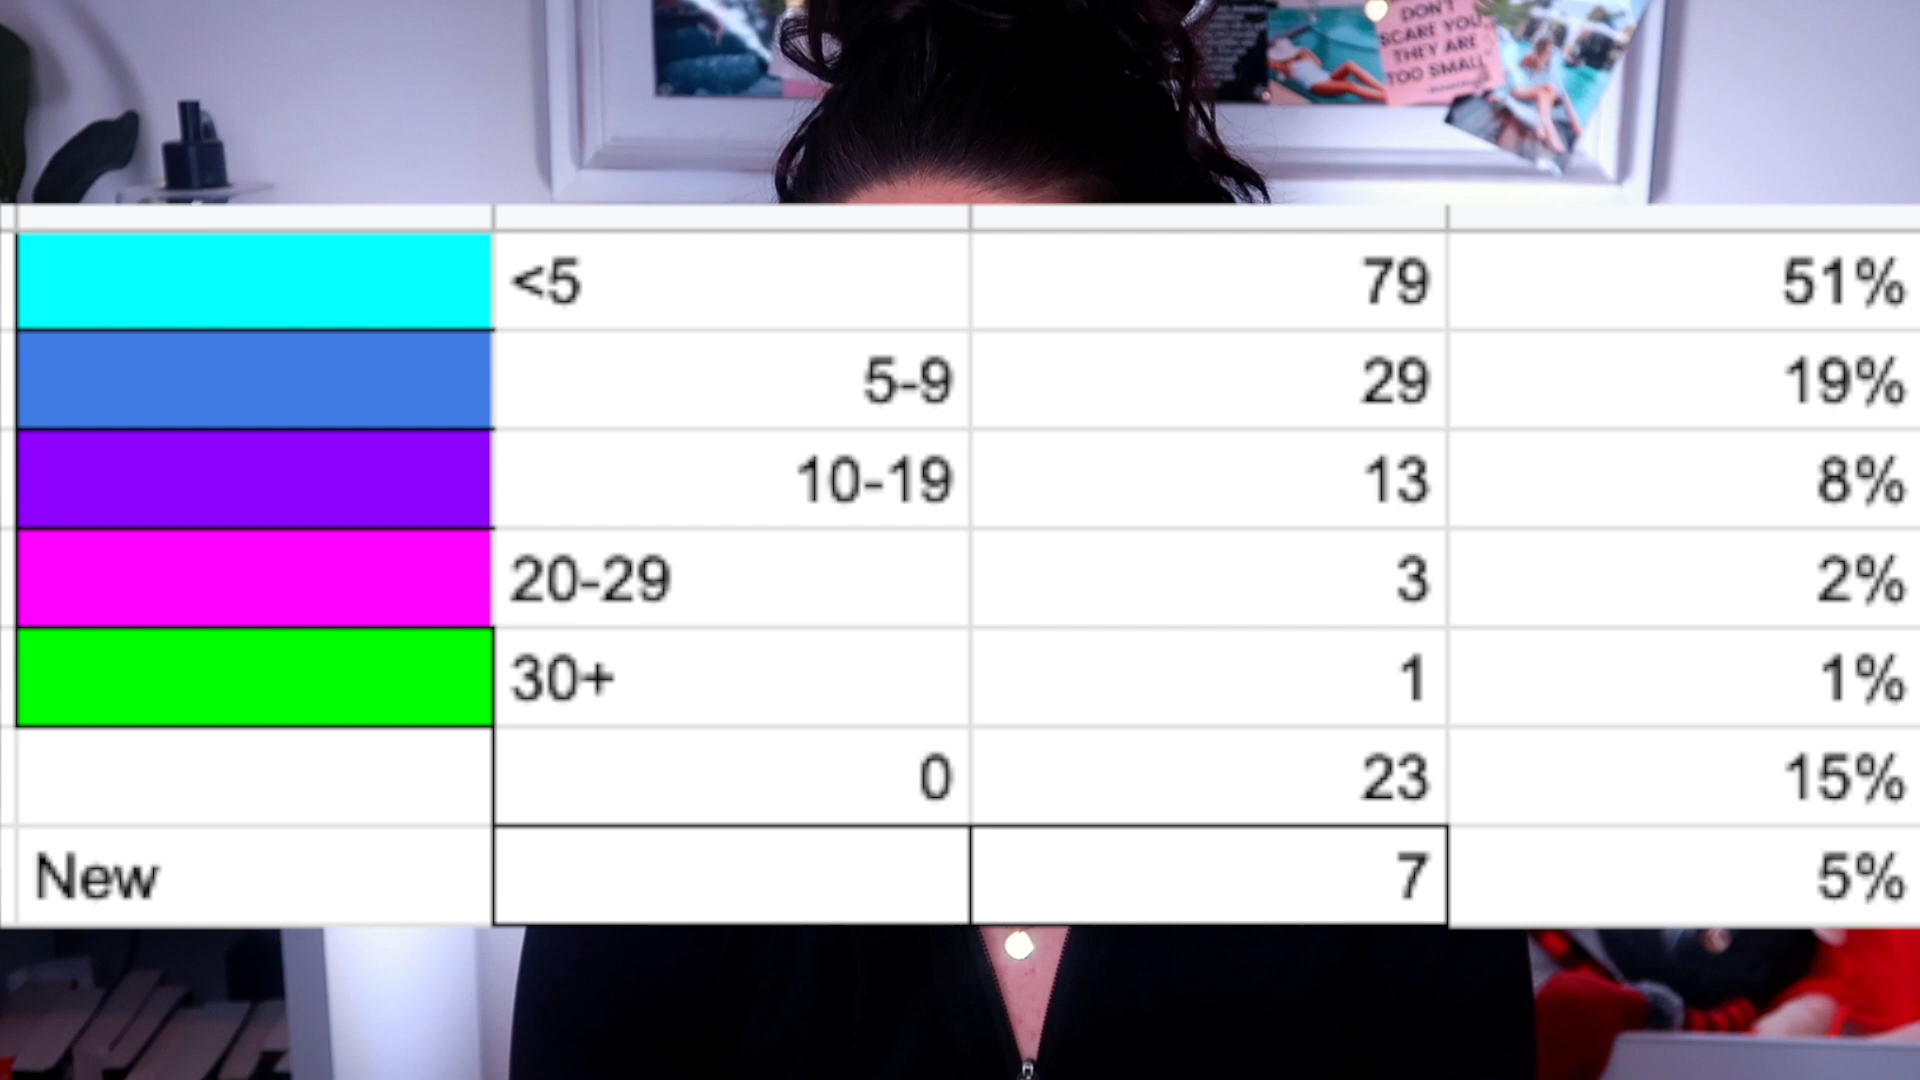 DON'T
SCARE YOU,
THEY ARE
TOO SMALL
<5 79 51%
5-9 29 19%
10-19 13 8%
20-29 3 2%
30+ 1 1%
0 23 15%
New 7 5%